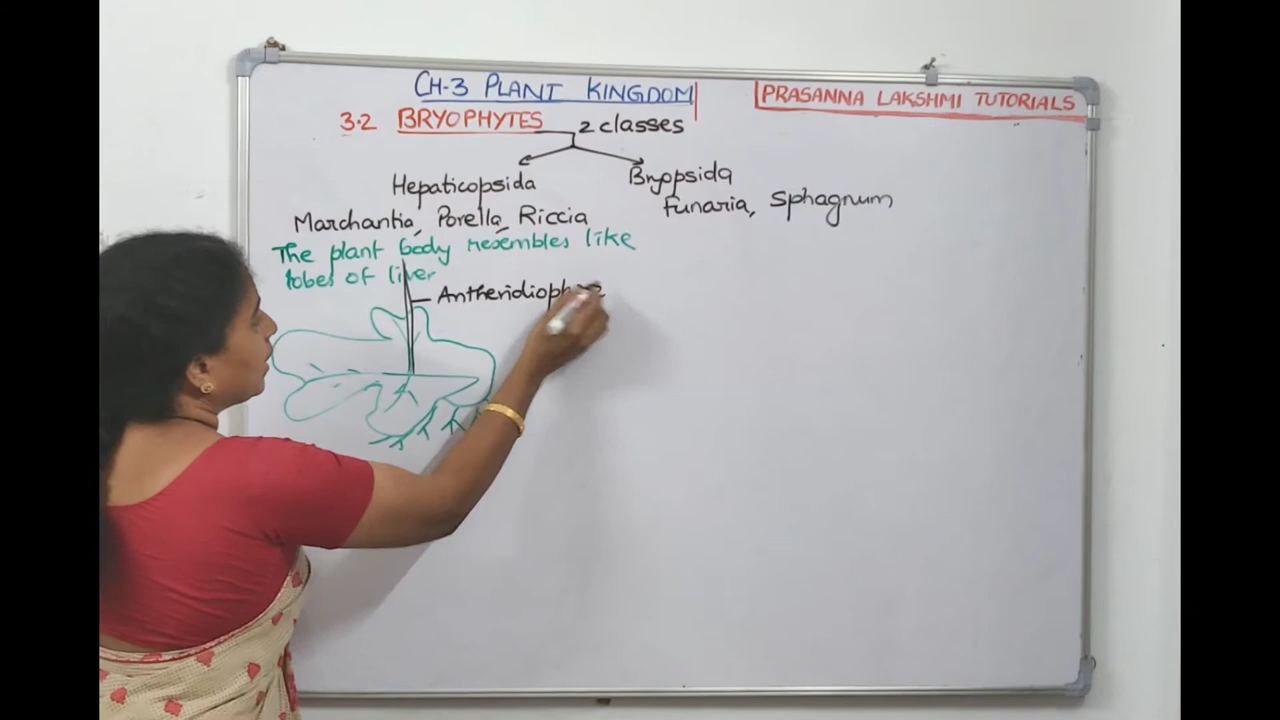 CH-3 PLANT KINGDOM
PRASANNA LAKSHMI TUTORIALS
3.2 BRYOPHYTES 2 classes
Hepaticopsida
Bryopsida
Marchantia, Porella, Riccia
Funaria, Sphagnum
The plant body resembles like
lobes of liver